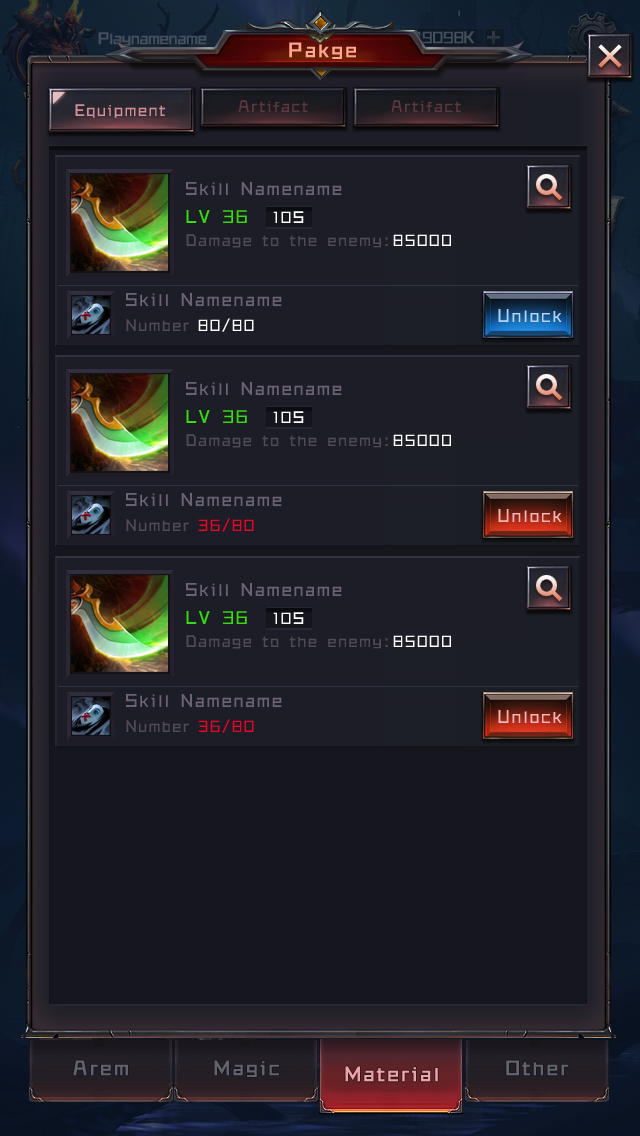 Playnamename
19098K +
Pakge
Equipment
Artifact
Artifact
Skill Namename
LV 36 105
Damage to the enemy:85000
Skill Namename
Number 80/80
Unlock
Skill Namename
LV 36 105
Damage to the enemy:85000
Skill Namename
Number 36/80
Unlock
Skill Namename
LV 36 105
Damage to the enemy:85000
Skill Namename
Number 36/80
Unlock
Arem
Magic
Material
Other